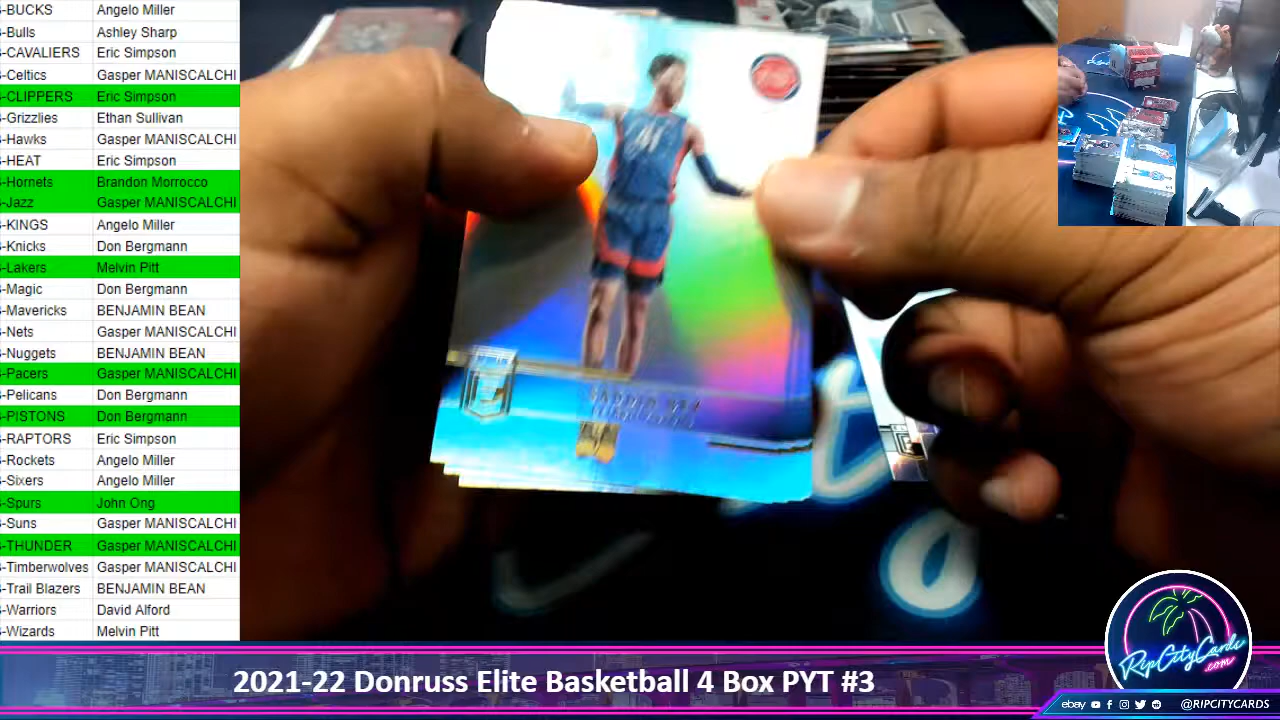 -BUCKS Angelo Miller
-Bulls Ashley Sharp
-CAVALIERS Eric Simpson
-Celtics Gasper MANISCALCHI
-CLIPPERS Eric Simpson
-Grizzlies Ethan Sullivan
-Hawks Gasper MANISCALCHI
-HEAT Eric Simpson
-Hornets Brandon Morrocco
-Jazz Gasper MANISCALCHI
-KINGS Angelo Miller
-Knicks Don Bergmann
-Lakers Melvin Pitt
-Magic Don Bergmann
-Mavericks BENJAMIN BEAN
-Nets Gasper MANISCALCHI
-Nuggets BENJAMIN BEAN
-Pacers Gasper MANISCALCHI
-Pelicans Don Bergmann
-PISTONS Don Bergmann
-RAPTORS Eric Simpson
-Rockets Angelo Miller
-Sixers Angelo Miller
-Spurs John Ong
-Suns Gasper MANISCALCHI
-THUNDER Gasper MANISCALCHI
-Timberwolves Gasper MANISCALCHI
-Trail Blazers BENJAMIN BEAN
-Warriors David Alford
-Wizards Melvin Pitt
RipCityCards
.com
2021-22 Donruss Elite Basketball 4 Box PYT #3
ebay @RIPCITYCARDS